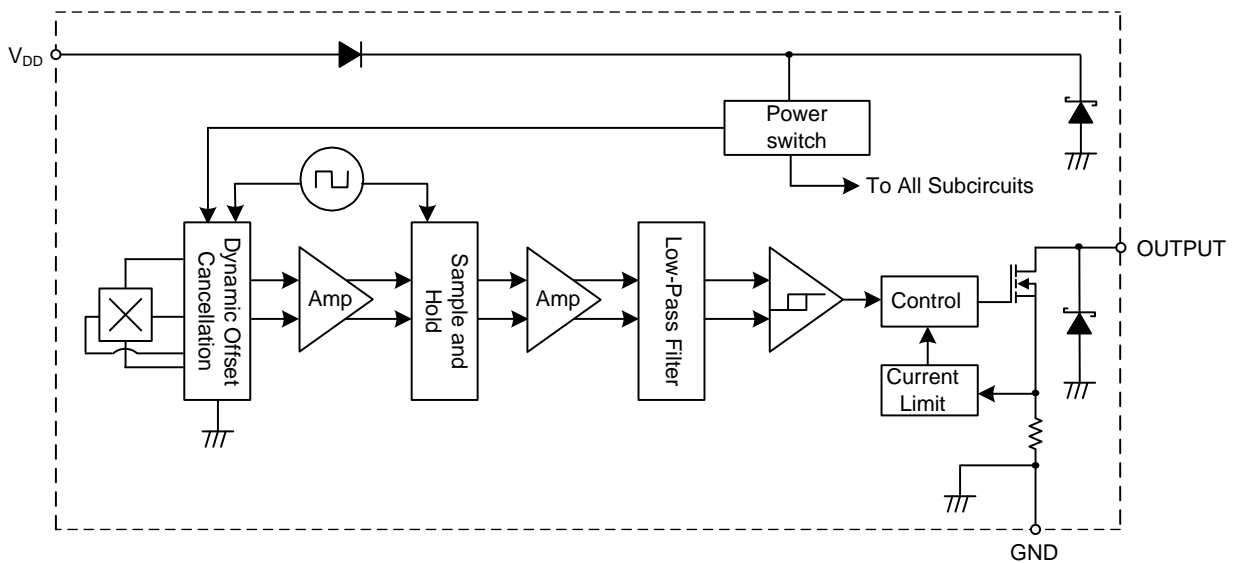 VDD
Power
switch
To All Subcircuits
Dynamic Offset
Cancellation
Amp
Sample and
Hold
Amp
Low-Pass Filter
Control
Current
Limit
OUTPUT
GND